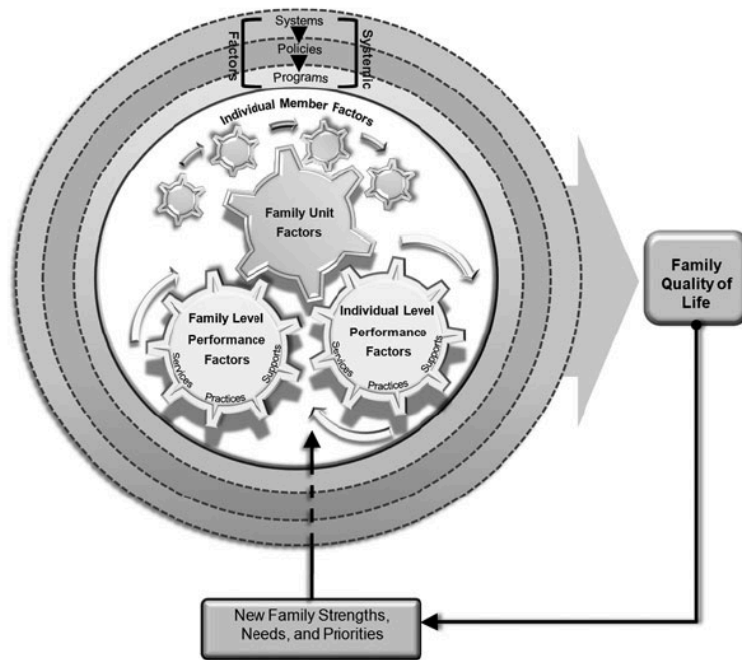 Systems
Policies
Programs
Factors
Systemic
Individual Member Factors
Family Unit
Factors
Family Level
Performance
Factors
Services
Practices
Supports
Individual Level
Performance
Factors
Services
Practices
Supports
Family
Quality of
Life
New Family Strengths,
Needs, and Priorities